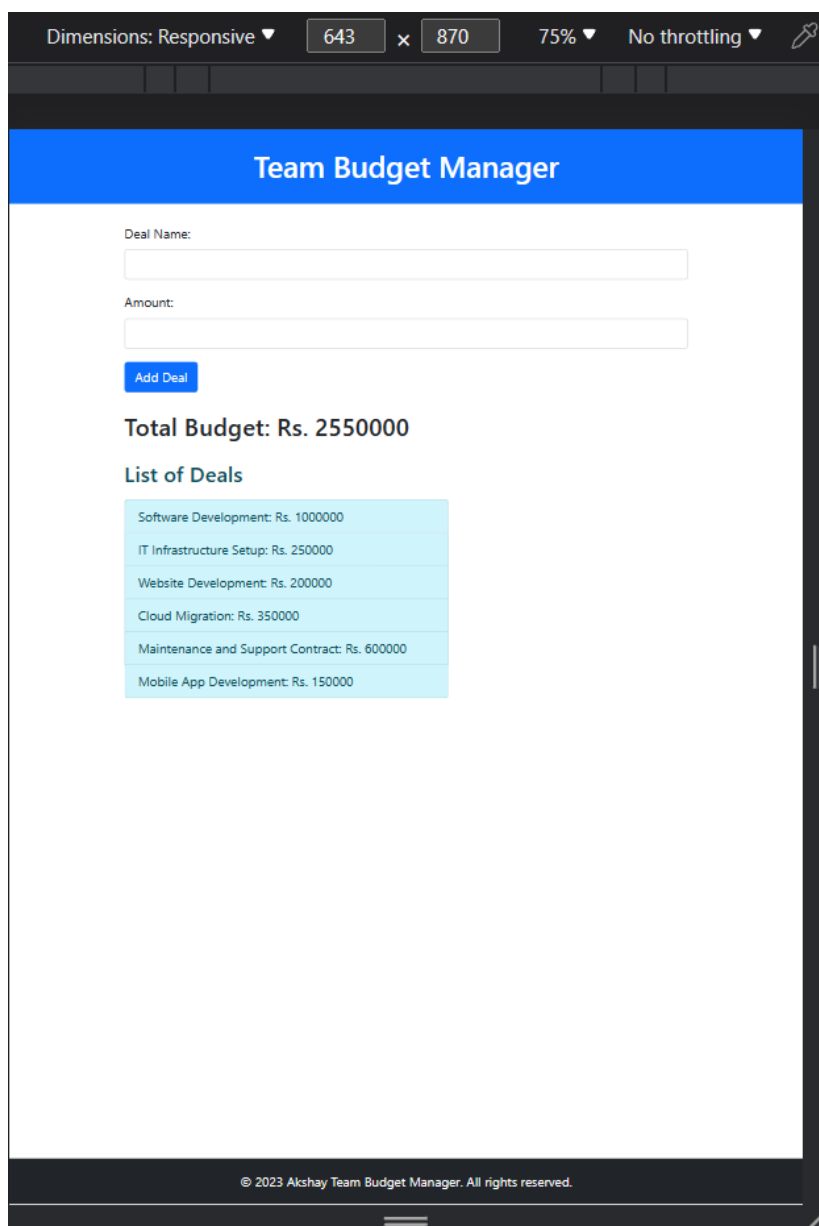 Dimensions: Responsive ▼ 643 × 870 75% ▼ No throttling ▼
Team Budget Manager
Deal Name:
Amount:
Add Deal
Total Budget: Rs. 2550000
List of Deals
Software Development: Rs. 1000000
IT Infrastructure Setup: Rs. 250000
Website Development: Rs. 200000
Cloud Migration: Rs. 350000
Maintenance and Support Contract: Rs. 600000
Mobile App Development: Rs. 150000
© 2023 Akshay Team Budget Manager. All rights reserved.